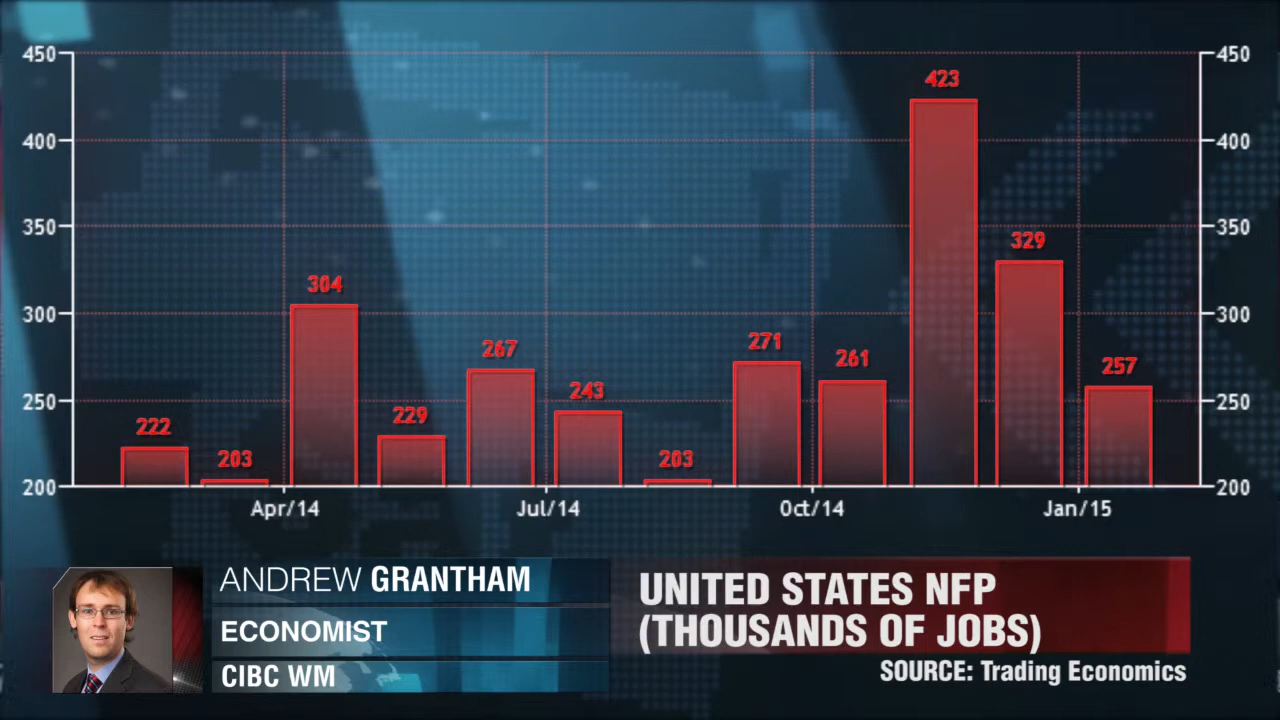 450
450
423
400
400
350
350
329
304
300
300
271
267
261
257
243
250
250
229
222
203
203
200
200
Apr/14
Jul/14
Oct/14
Jan/15
ANDREW GRANTHAM
ECONOMIST
CIBC WM
UNITED STATES NFP
(THOUSANDS OF JOBS)
SOURCE: Trading Economics